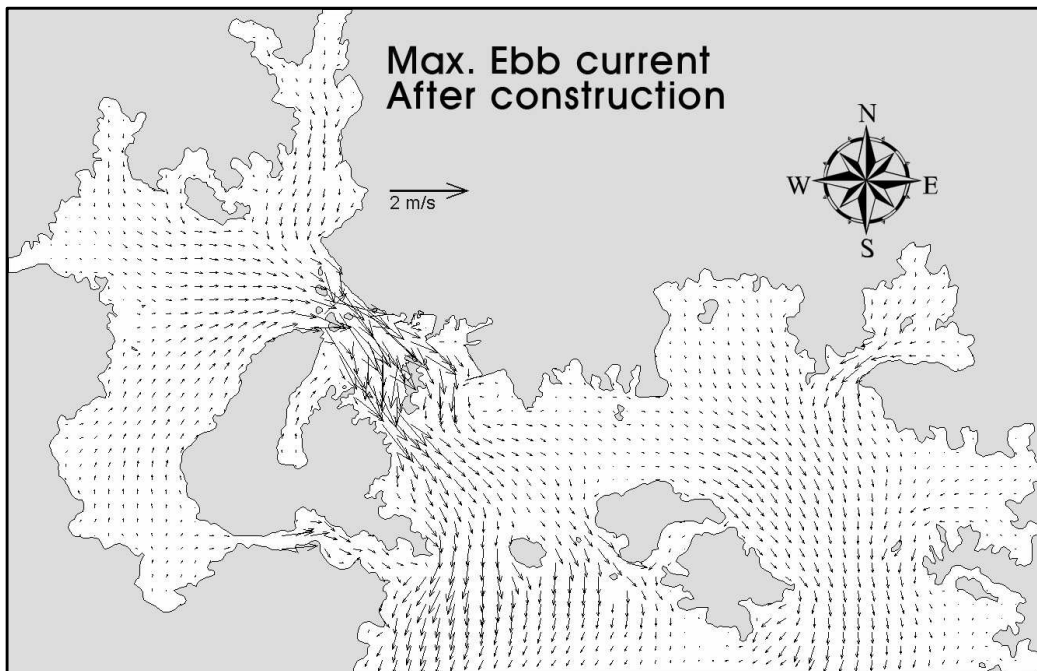 Max. Ebb current
After construction
N
W E
S
2 m/s